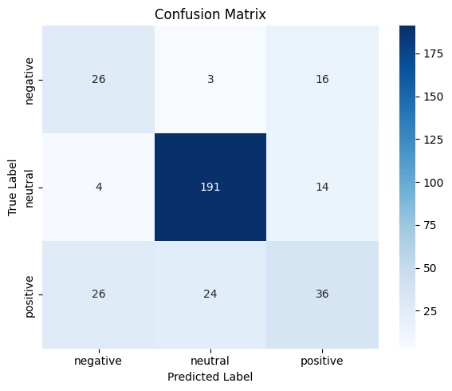 Confusion Matrix
True Label
negative
26
3
16
neutral
4
191
14
positive
26
24
36
negative
neutral
positive
Predicted Label
175
150
125
100
75
50
25